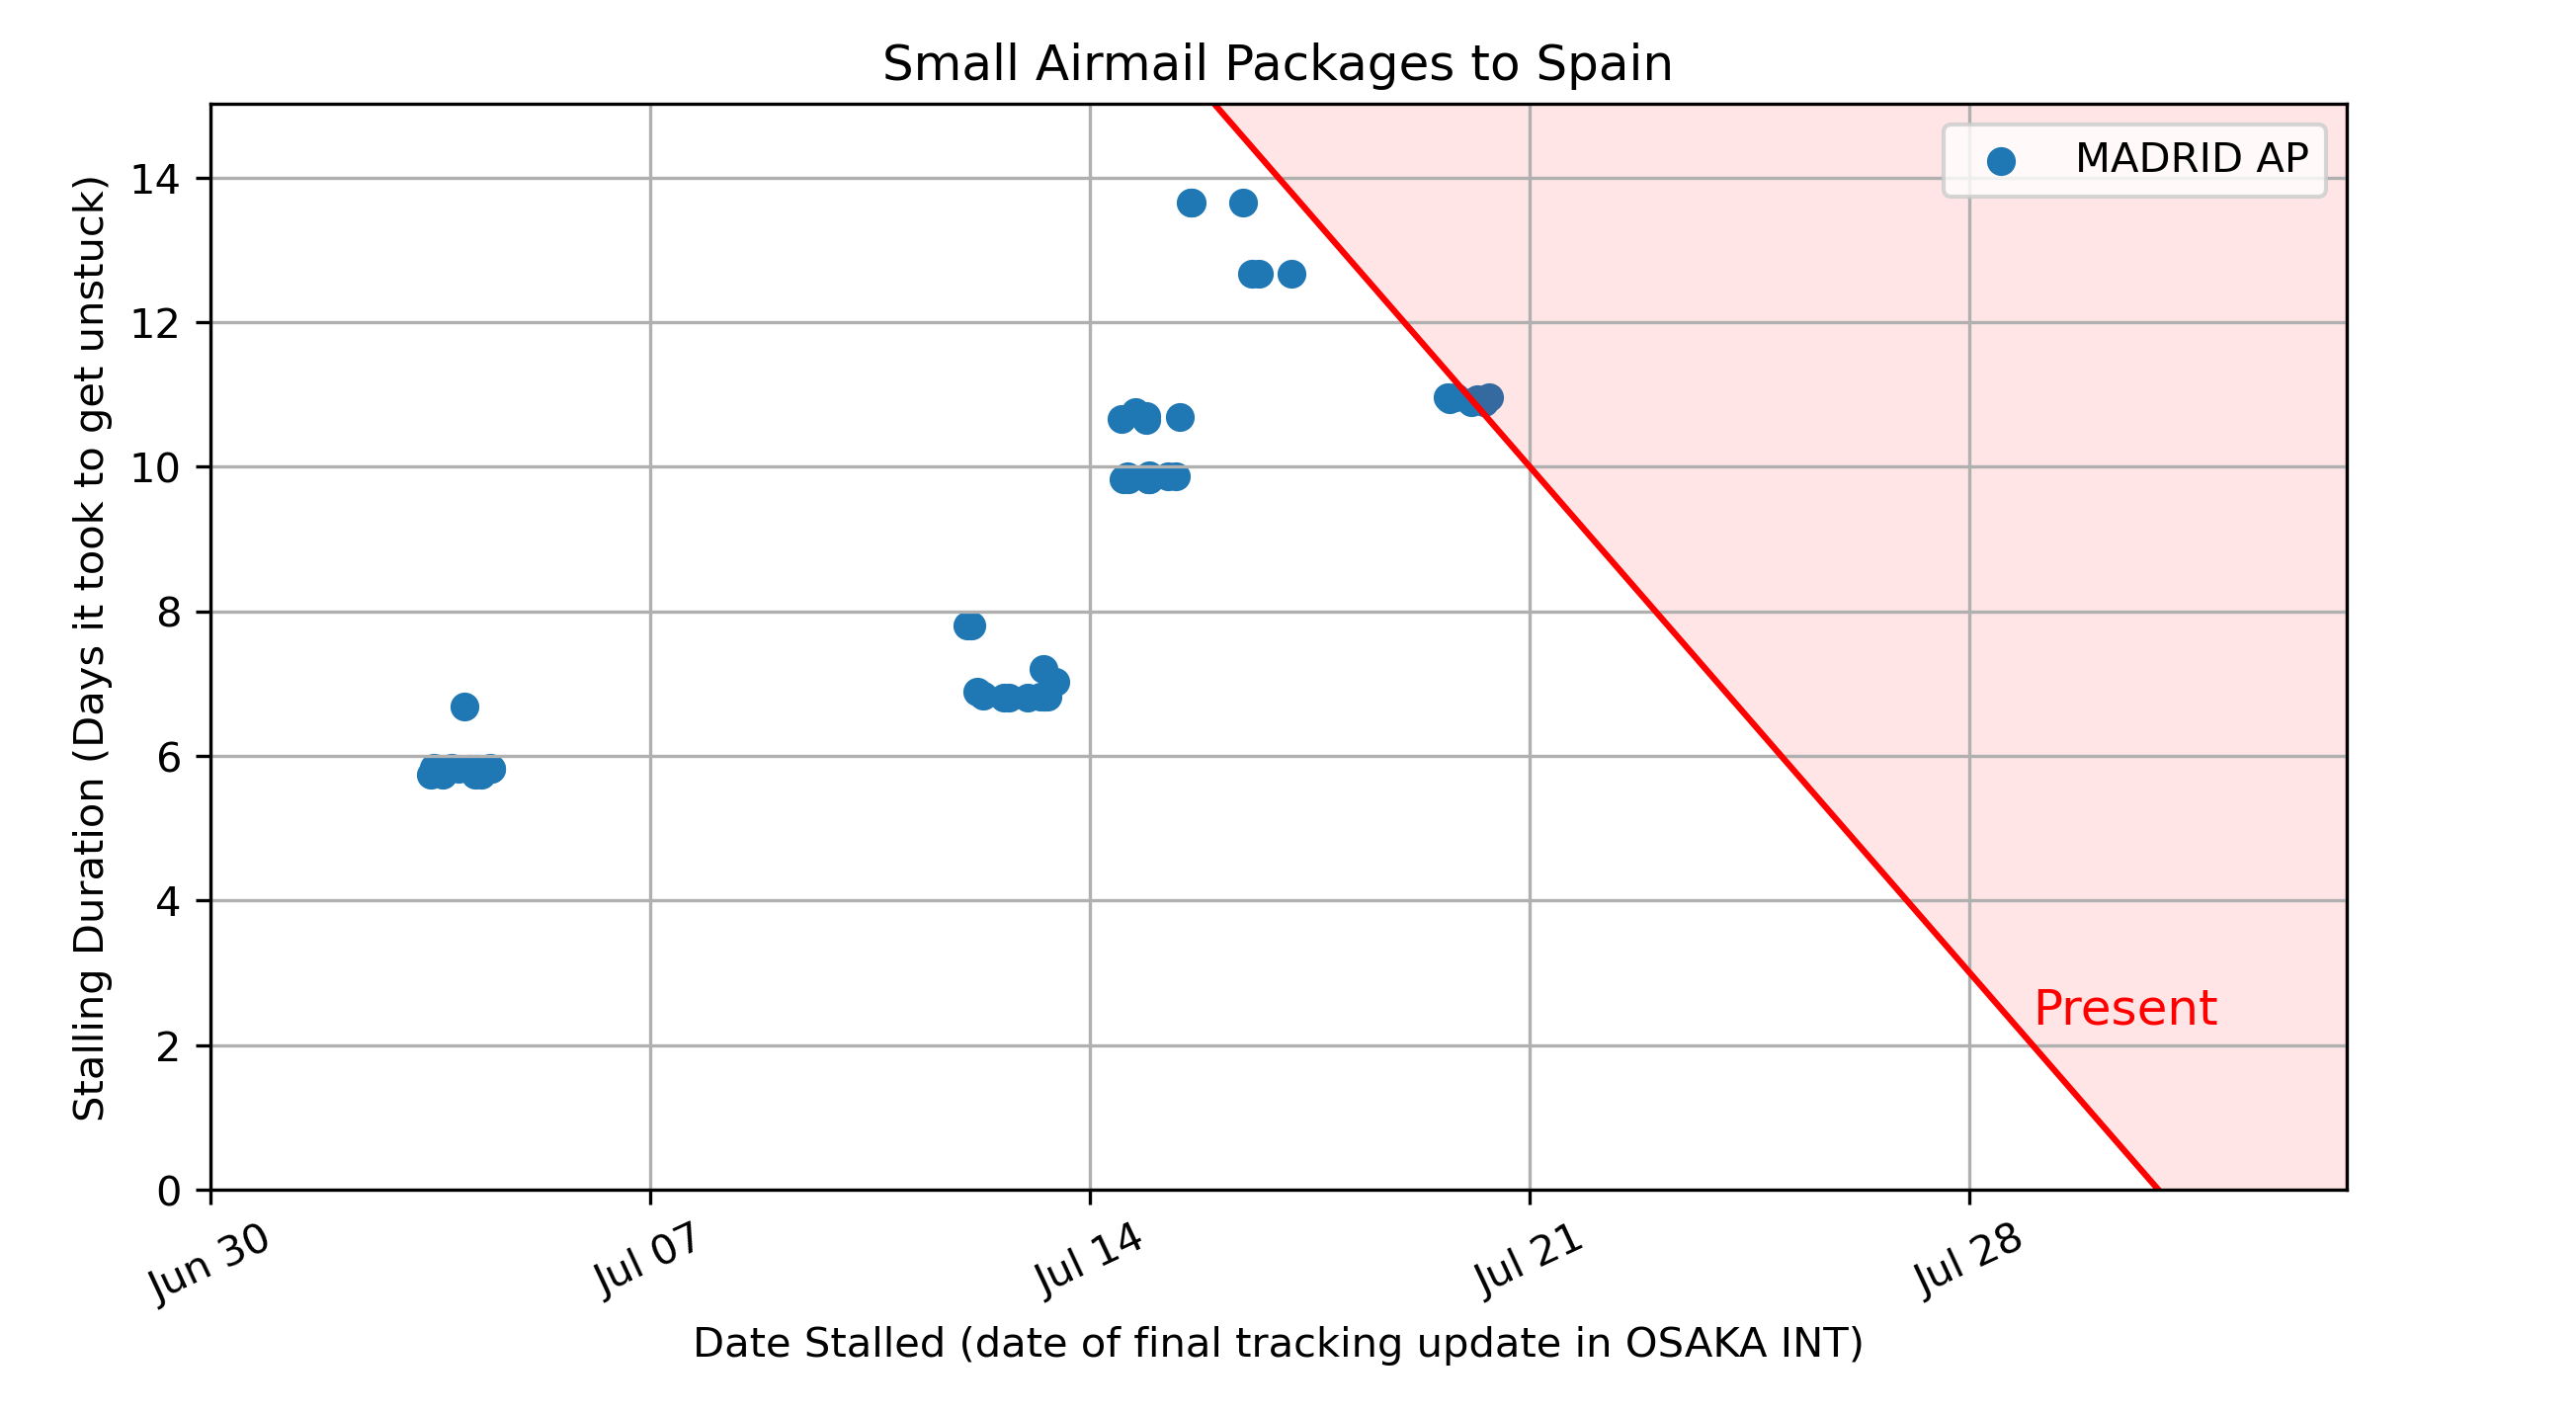 Small Airmail Packages to Spain
MADRID AP
Stalling Duration (Days it took to get unstuck)
14
12
10
8
6
4
2
0
Present
Jun 30
Jul 07
Jul 14
Jul 21
Jul 28
Date Stalled (date of final tracking update in OSAKA INT)